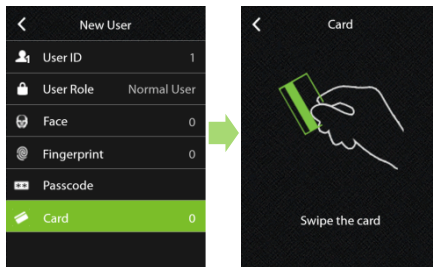 New User
User ID 1
User Role Normal User
Face 0
Fingerprint 0
Passcode
Card 0
Card
Swipe the card